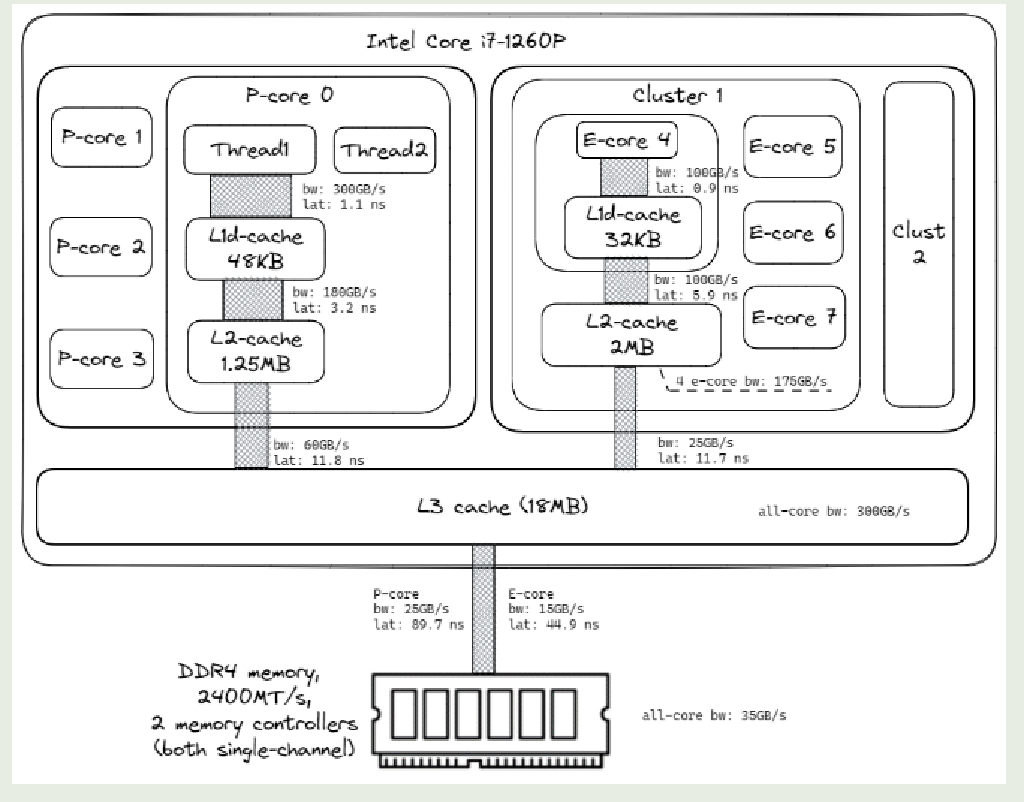 Intel Core i7-1260P
P-core 0
P-core 1
P-core 2
P-core 3
Thread1
Thread2
bw: 300GB/s
lat: 1.1 ns
L1d-cache
48KB
bw: 180GB/s
lat: 3.2 ns
L2-cache
1.25MB
bw: 60GB/s
lat: 11.8 ns
Cluster 1
E-core 4
bw: 100GB/s
lat: 0.9 ns
L1d-cache
32KB
bw: 100GB/s
lat: 5.9 ns
L2-cache
2MB
E-core 5
E-core 6
E-core 7
4 e-core bw: 175GB/s
Clust
2
bw: 25GB/s
lat: 11.7 ns
L3 cache (18MB)
all-core bw: 300GB/s
P-core
bw: 25GB/s
lat: 89.7 ns
E-core
bw: 15GB/s
lat: 44.9 ns
DDR4 memory,
2400MT/s,
2 memory controllers
(both single-channel)
all-core bw: 35GB/s